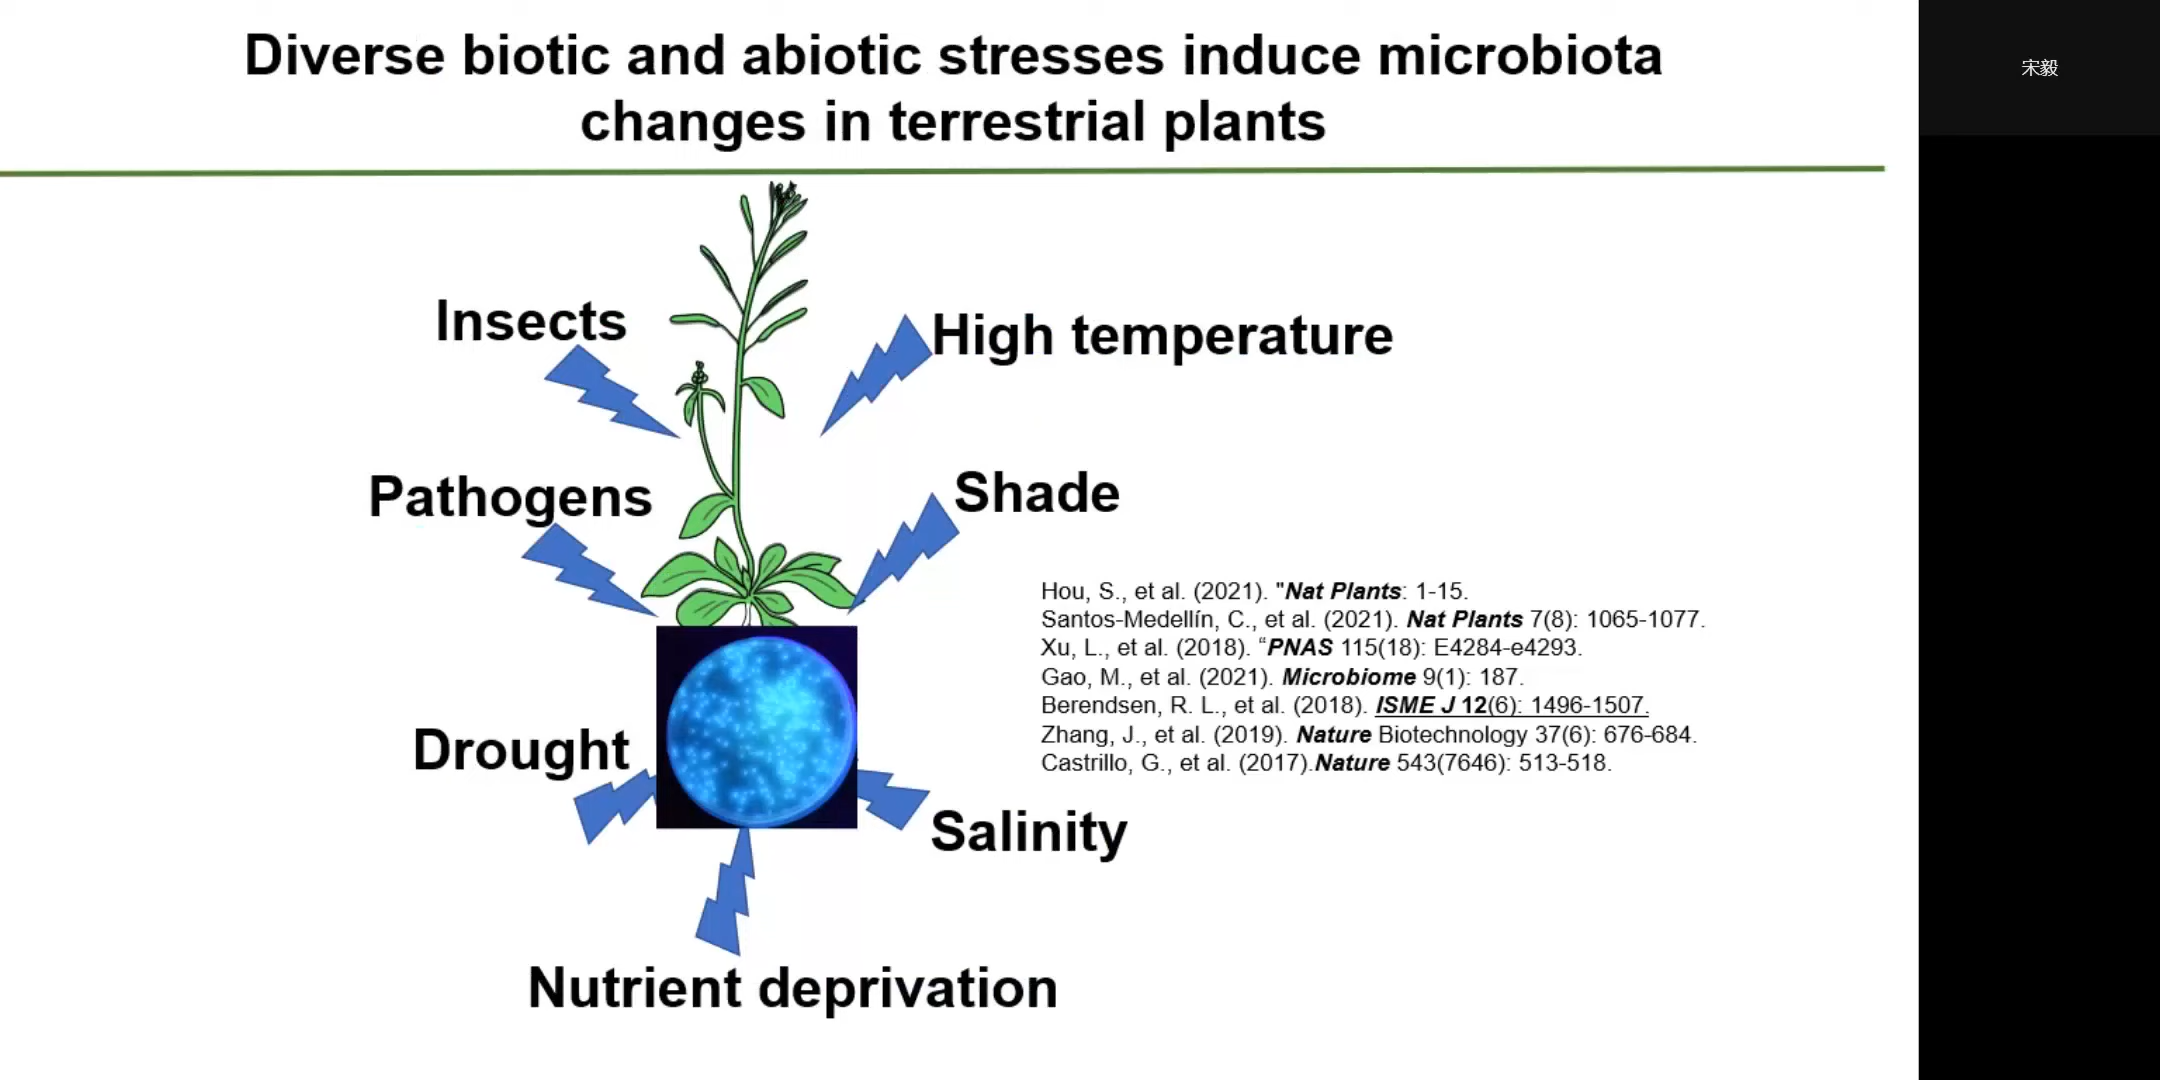 Diverse biotic and abiotic stresses induce microbiota
changes in terrestrial plants
宋毅
Insects
High temperature
Pathogens
Shade
Hou, S., et al. (2021). "Nat Plants: 1-15.
Santos-Medellín, C., et al. (2021). Nat Plants 7(8): 1065-1077.
Xu, L., et al. (2018). “PNAS 115(18): E4284-e4293.
Gao, M., et al. (2021). Microbiome 9(1): 187.
Berendsen, R. L., et al. (2018). ISME J 12(6): 1496-1507.
Zhang, J., et al. (2019). Nature Biotechnology 37(6): 676-684.
Castrillo, G., et al. (2017).Nature 543(7646): 513-518.
Drought
Salinity
Nutrient deprivation